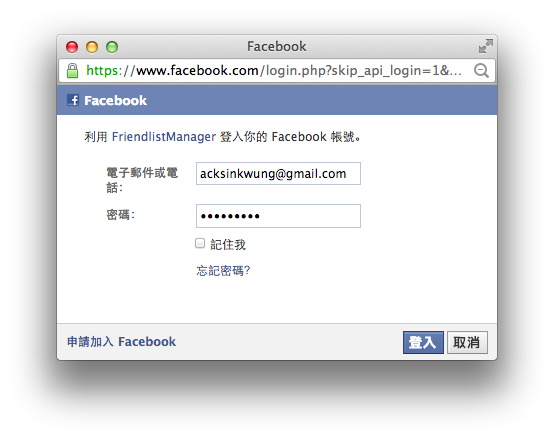 Facebook
https://www.facebook.com/login.php?skip_api_login=1&...
Facebook
利用 FriendlistManager 登入你的 Facebook 帳號。
電子郵件或電話：
acksinkwung@gmail.com
密碼：
•••••••••
記住我
忘記密碼?
申請加入 Facebook
登入 取消